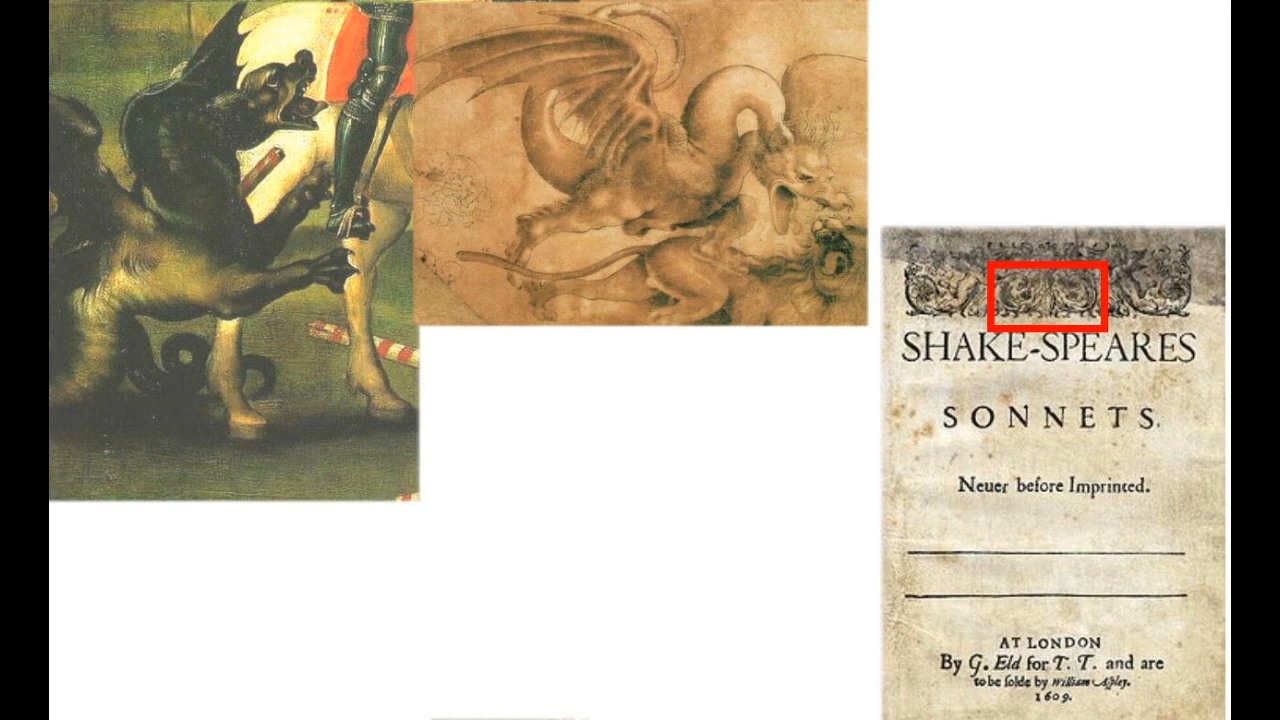 SHAKE-SPEARES
SONNETS.
Neuer before Imprinted.
AT LONDON
By G. Eld for T. T. and are
to be solde by William Aspley.
1609.